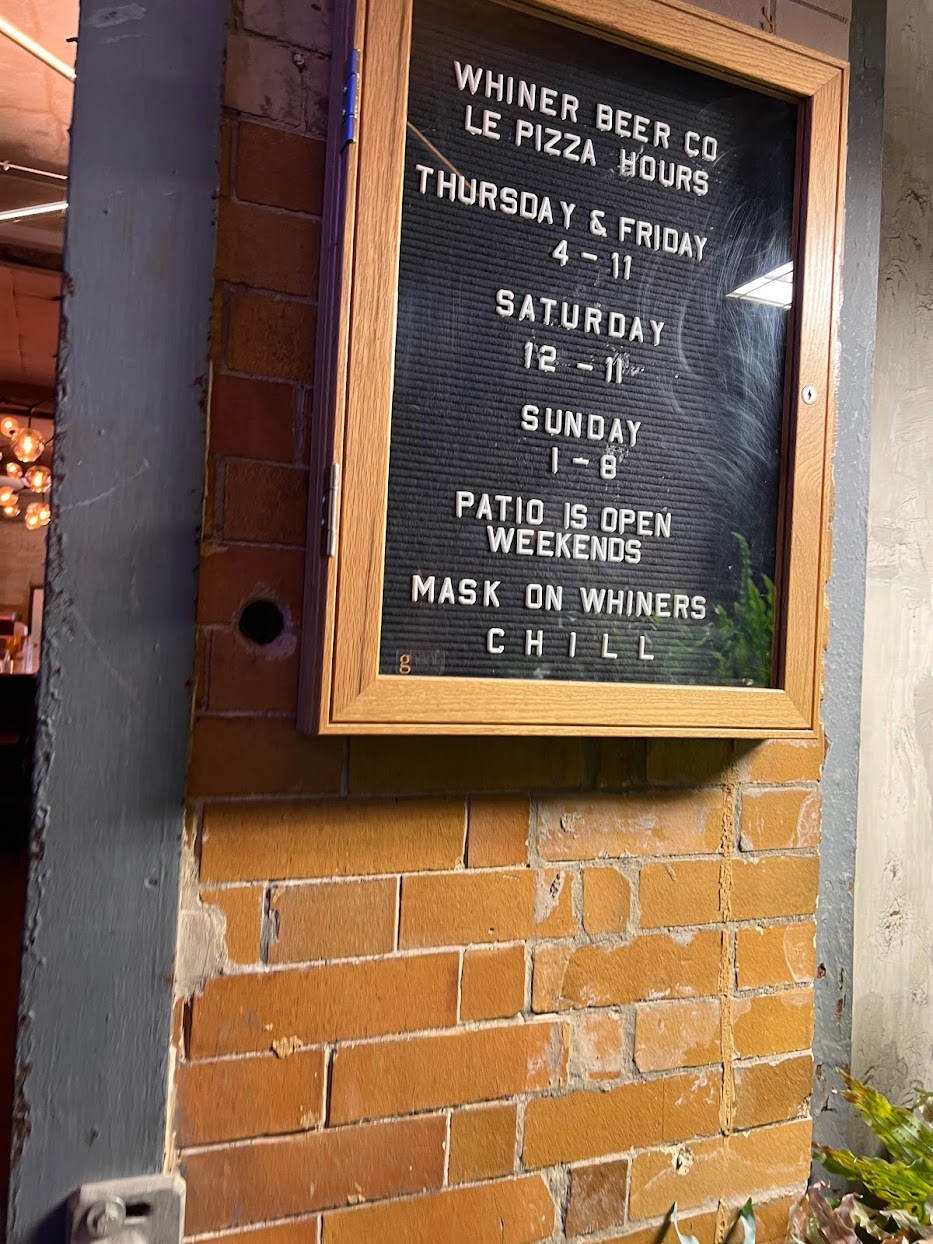 WHINER BEER CO
LE PIZZA HOURS
THURSDAY & FRIDAY
4 - 11
SATURDAY
12 - 11
SUNDAY
1 - 8
PATIO IS OPEN
WEEKENDS
MASK ON WHINERS
CHILL